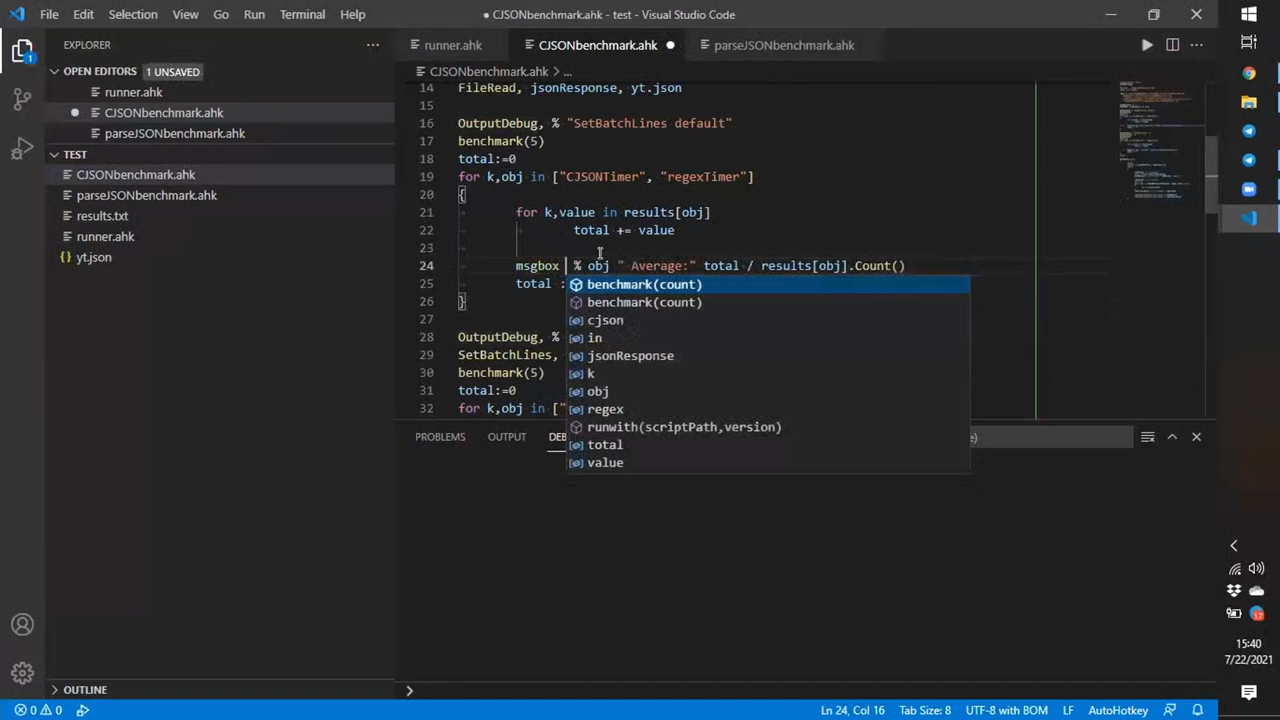 File Edit Selection View Go Run Terminal Help
● CJSONbenchmark.ahk - test - Visual Studio Code
EXPLORER
1
OPEN EDITORS 1 UNSAVED
runner.ahk
CJSONbenchmark.ahk
parseJSONbenchmark.ahk
TEST
CJSONbenchmark.ahk
parseJSONbenchmark.ahk
results.txt
runner.ahk
yt.json
OUTLINE
runner.ahk CJSONbenchmark.ahk parseJSONbenchmark.ahk
CJSONbenchmark.ahk > ...
14 FileRead, jsonResponse, yt.json
15
16 OutputDebug, % "SetBatchLines default"
17 benchmark(5)
18 total:=0
19 for k,obj in ["CJSONTimer", "regexTimer"]
20 {
21 for k,value in results[obj]
22 total += value
23
24 msgbox % obj " Average:" total / results[obj].Count()
25 total :
26 }
27
28 OutputDebug, %
29 SetBatchLines,
30 benchmark(5)
31 total:=0
32 for k,obj in ["
benchmark(count)
benchmark(count)
cjson
in
jsonResponse
k
obj
regex
runwith(scriptPath,version)
total
value
PROBLEMS OUTPUT DEB
e)
>
17
15:40
7/22/2021
0 0
Ln 24, Col 16 Tab Size: 8 UTF-8 with BOM LF AutoHotkey